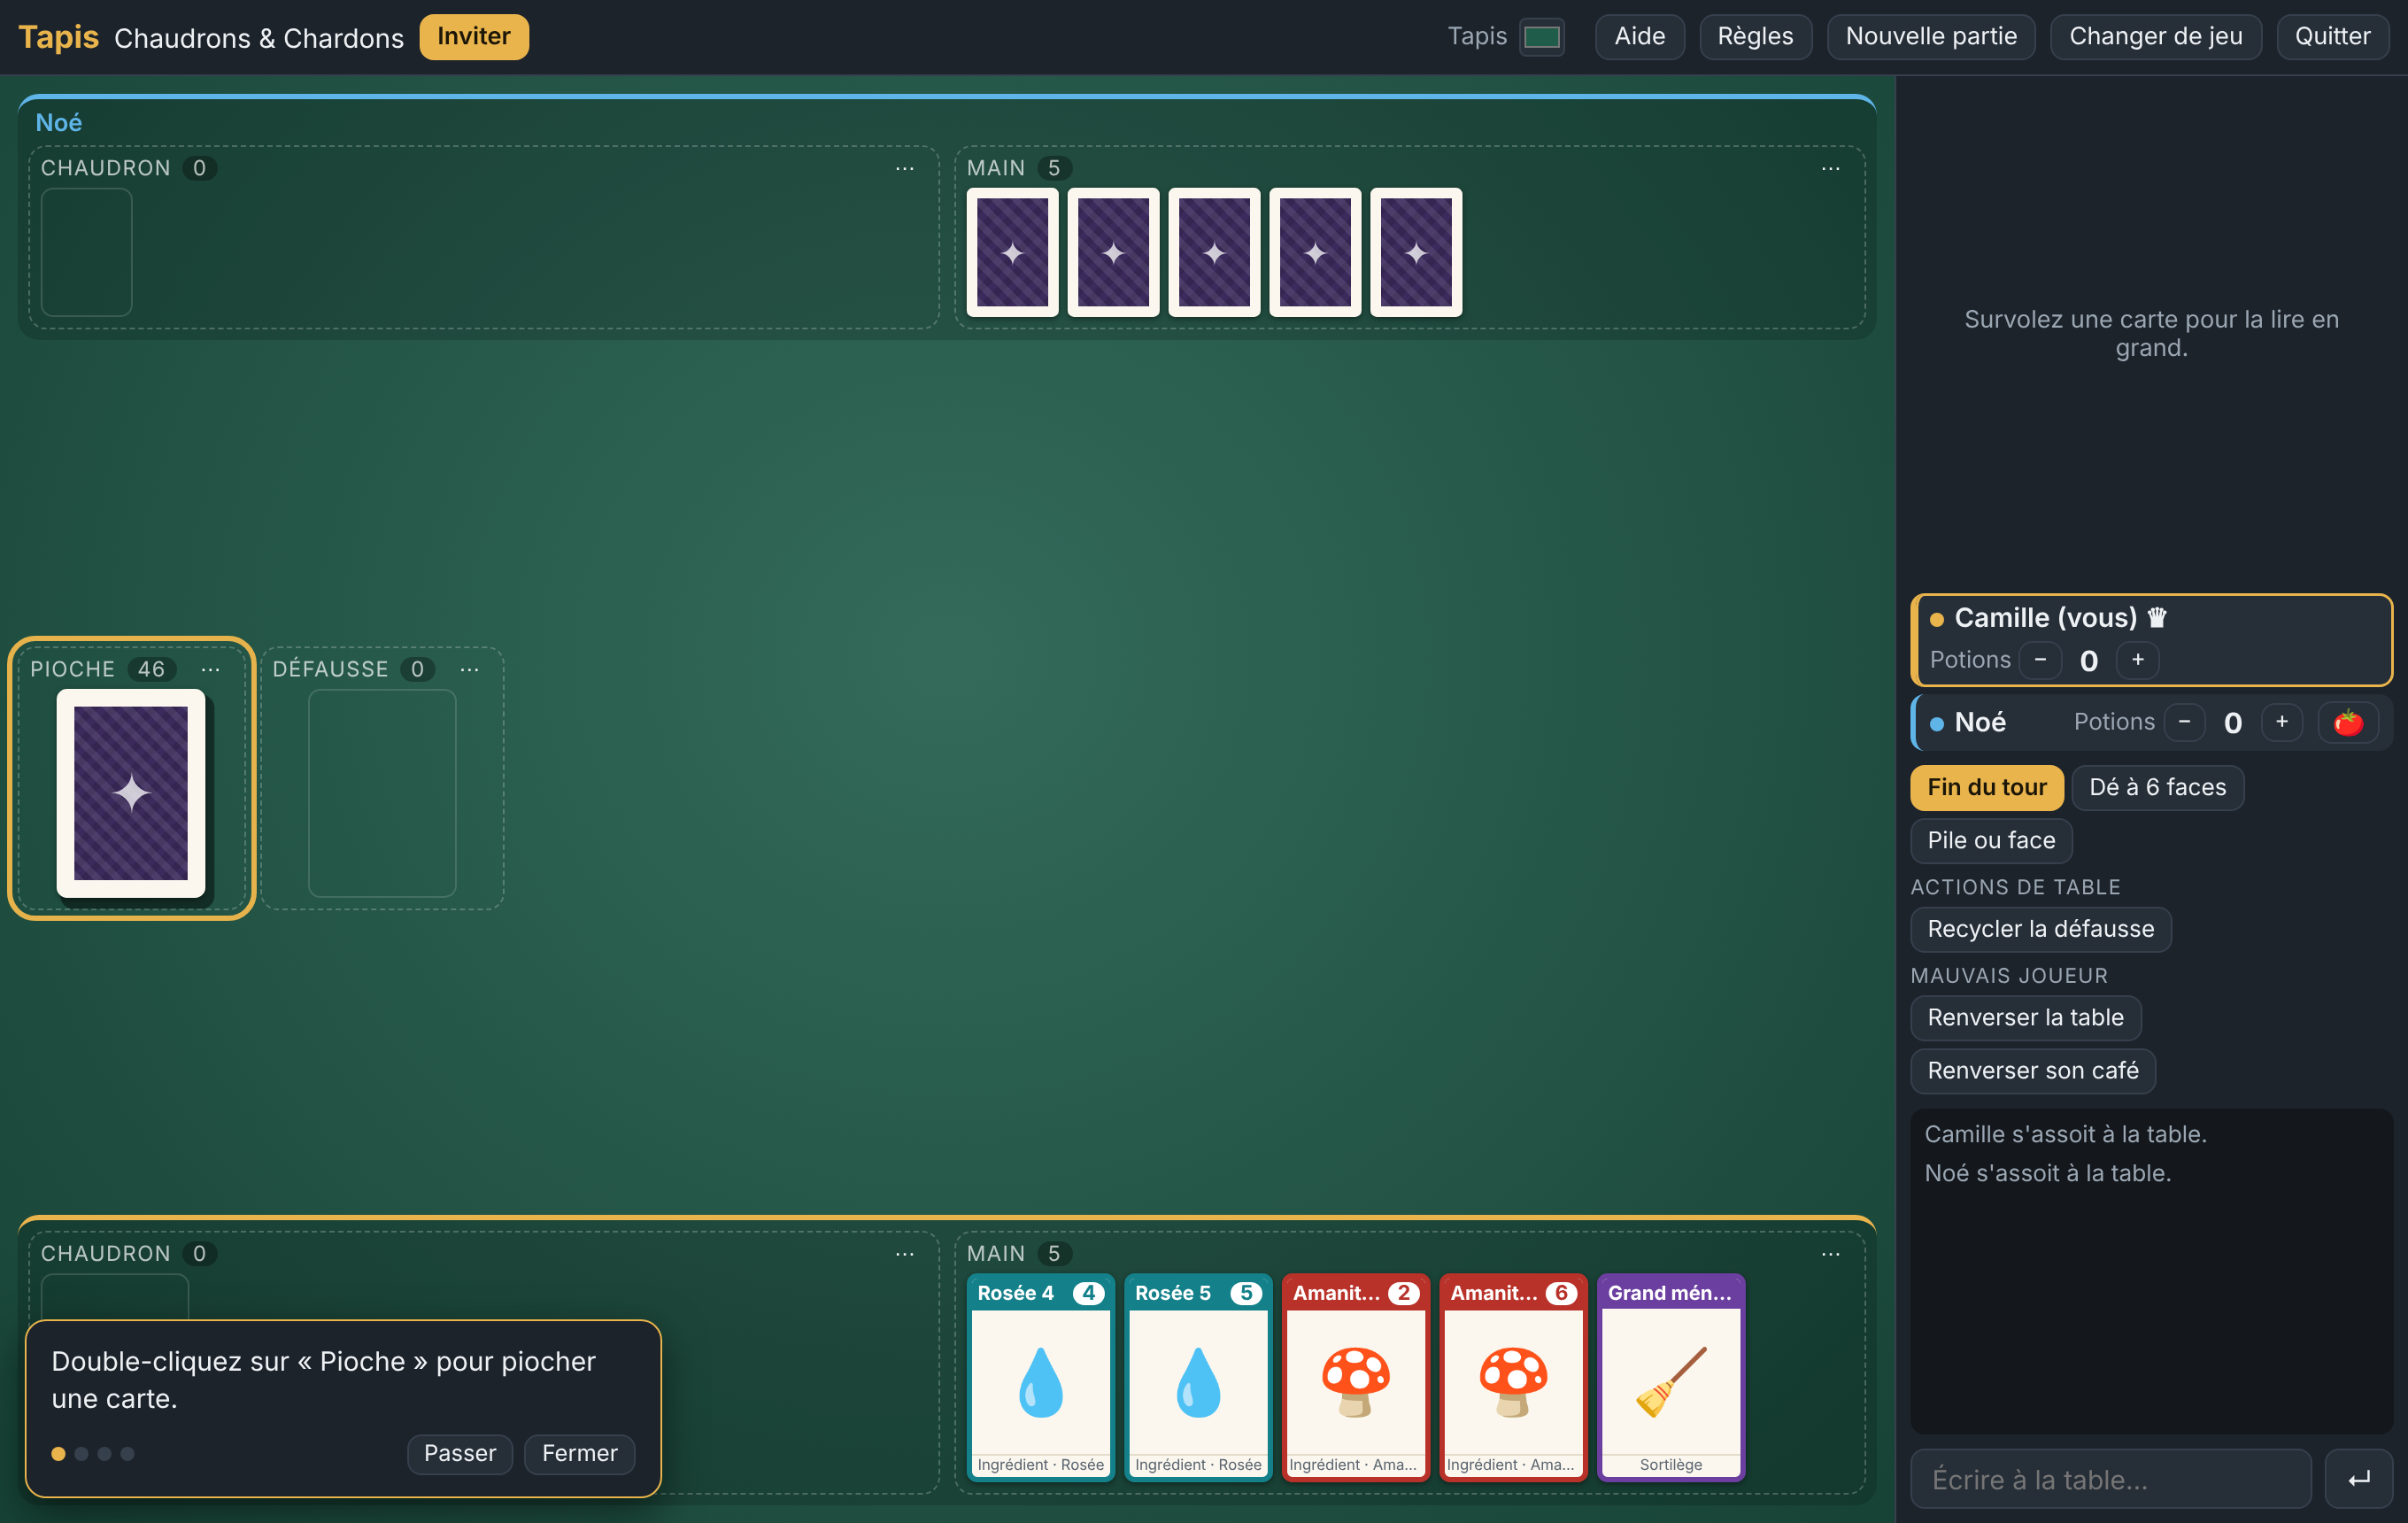 Tapis Chaudrons & Chardons Inviter Tapis Aide Règles Nouvelle partie Changer de jeu Quitter
Noé
CHAUDRON 0 ...
MAIN 5 ...
Survolez une carte pour la lire en
grand.
PIOCHE 46 ...
DÉFAUSSE 0 ...
Camille (vous)
Potions − 0 +
Noé Potions − 0 +
Fin du tour Dé à 6 faces
Pile ou face
ACTIONS DE TABLE
Recycler la défausse
MAUVAIS JOUEUR
Renverser la table
Renverser son café
Camille s'assoit à la table.
Noé s'assoit à la table.
Écrire à la table...
CHAUDRON 0 ...
MAIN 5 ...
Rosée 4 4
Ingrédient · Rosée
Rosée 5 5
Ingrédient · Rosée
Amanit... 2
Ingrédient · Ama...
Amanit... 6
Ingrédient · Ama...
Grand mén...
Sortilège
Double-cliquez sur « Pioche » pour piocher
une carte.
Passer Fermer